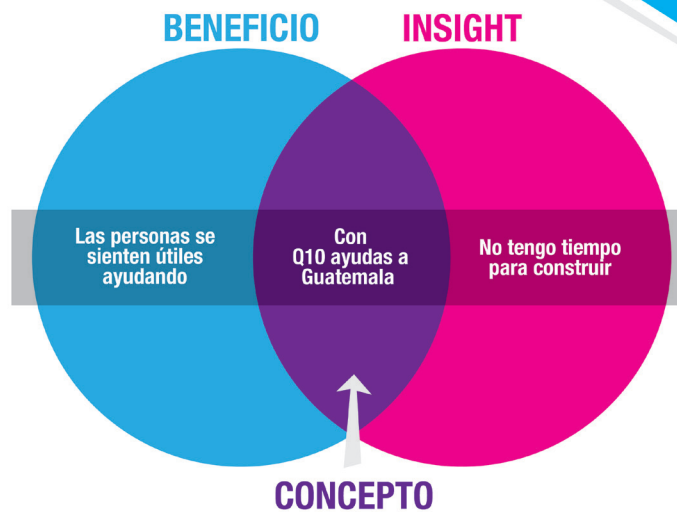 BENEFICIO
INSIGHT
Las personas se
sienten útiles
ayudando
Con
Q10 ayudas a
Guatemala
No tengo tiempo
para construir
CONCEPTO